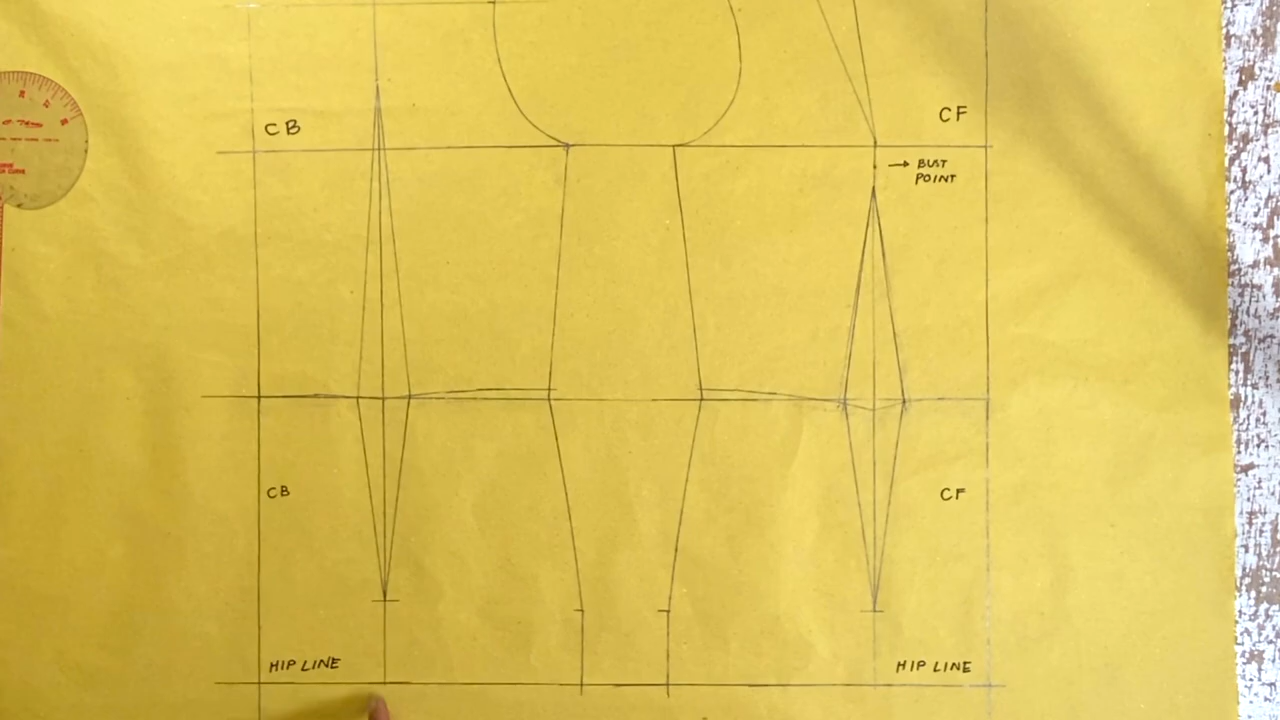 CB
CF
→ BUST
POINT
CB
CF
HIP LINE
HIP LINE